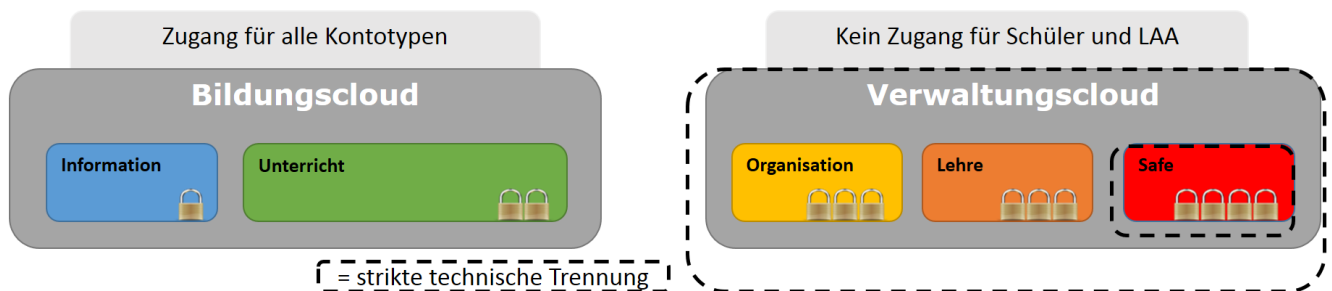 Zugang für alle Kontotypen
Bildungscloud
Information
Unterricht
Kein Zugang für Schüler und LAA
Verwaltungscloud
Organisation
Lehre
Safe
= strikte technische Trennung